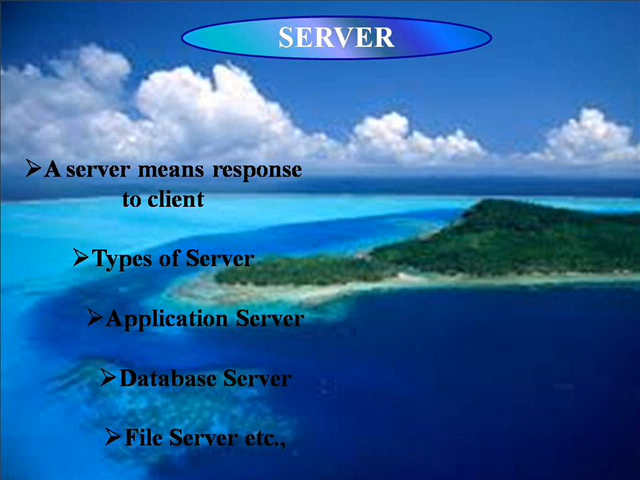 SERVER
➢A server means response
to client
➢Types of Server
➢Application Server
➢Database Server
➢File Server etc.,